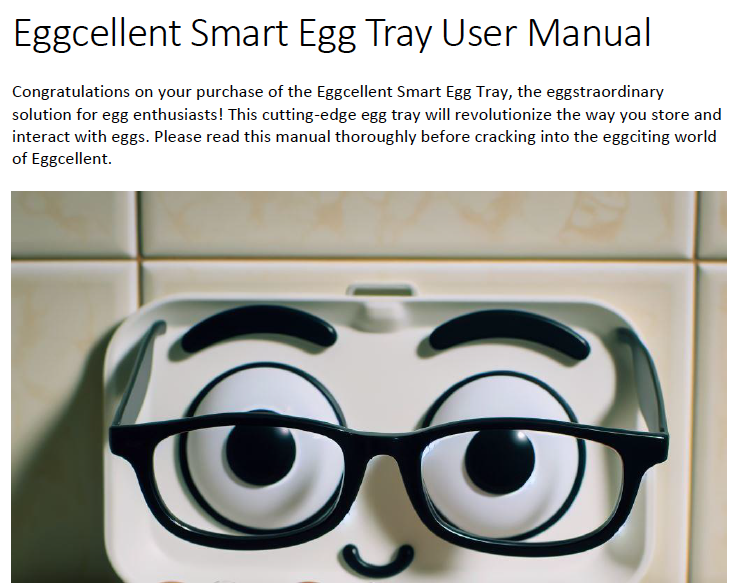 Eggcellent Smart Egg Tray User Manual
Congratulations on your purchase of the Eggcellent Smart Egg Tray, the eggstraordinary
solution for egg enthusiasts! This cutting-edge egg tray will revolutionize the way you store and
interact with eggs. Please read this manual thoroughly before cracking into the eggciting world
of Eggcellent.